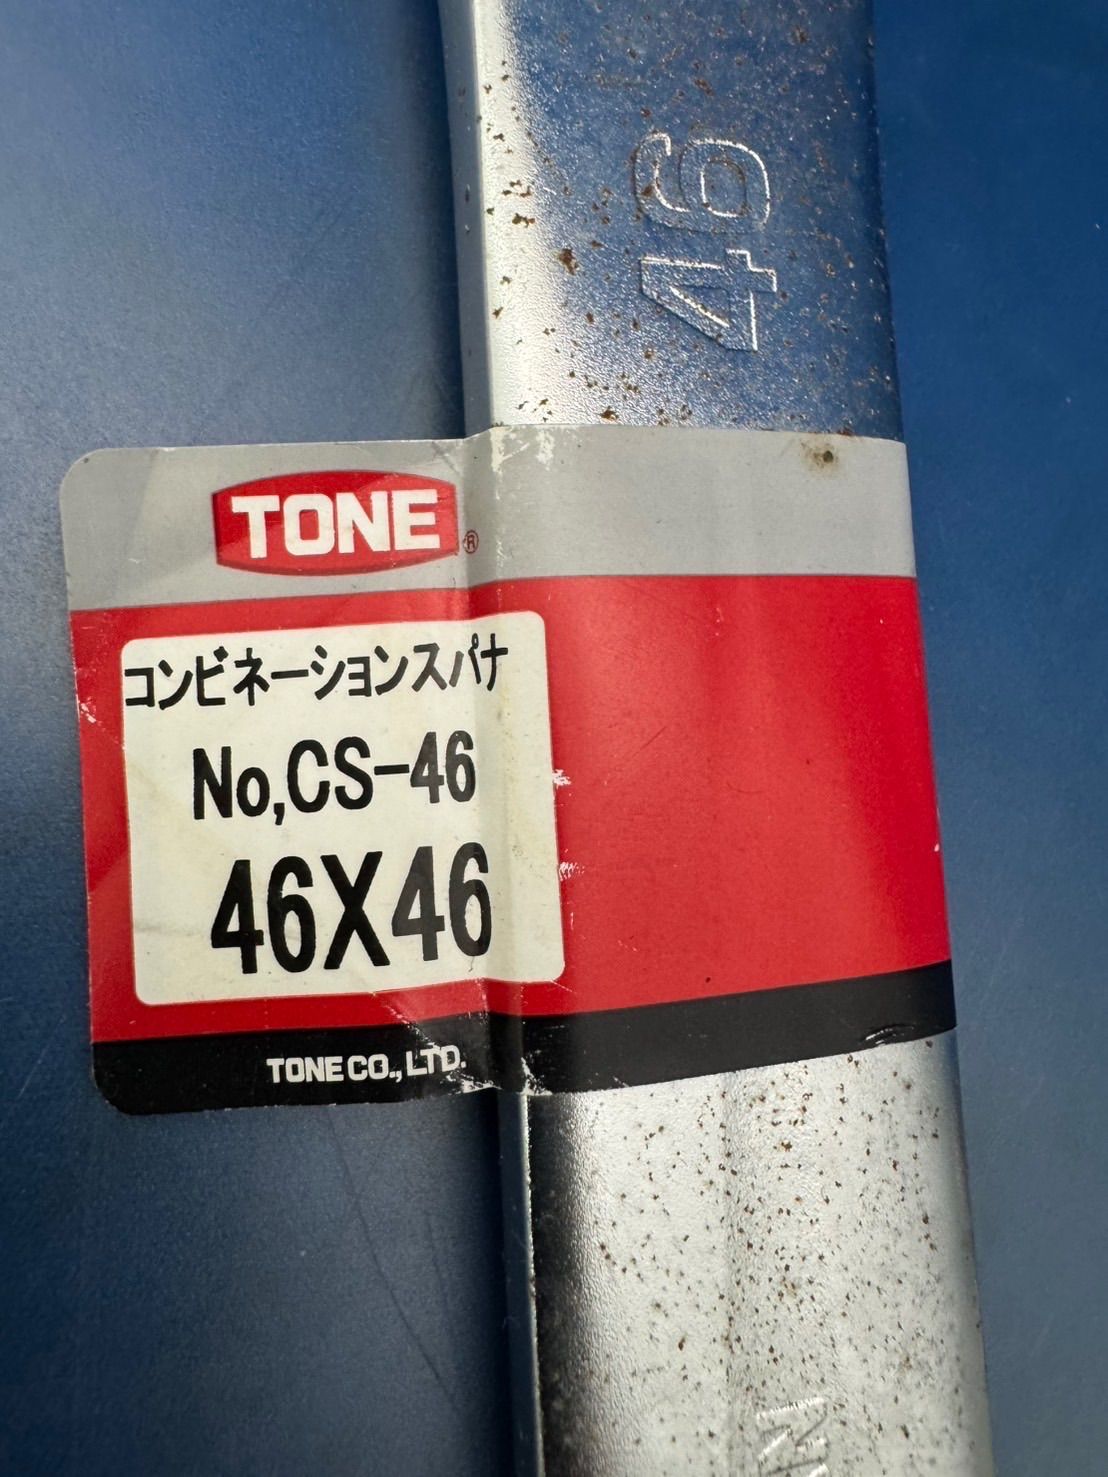 46
TONE®
コンビネーションスパナ
No,CS-46
46X46
TONE CO., LTD.